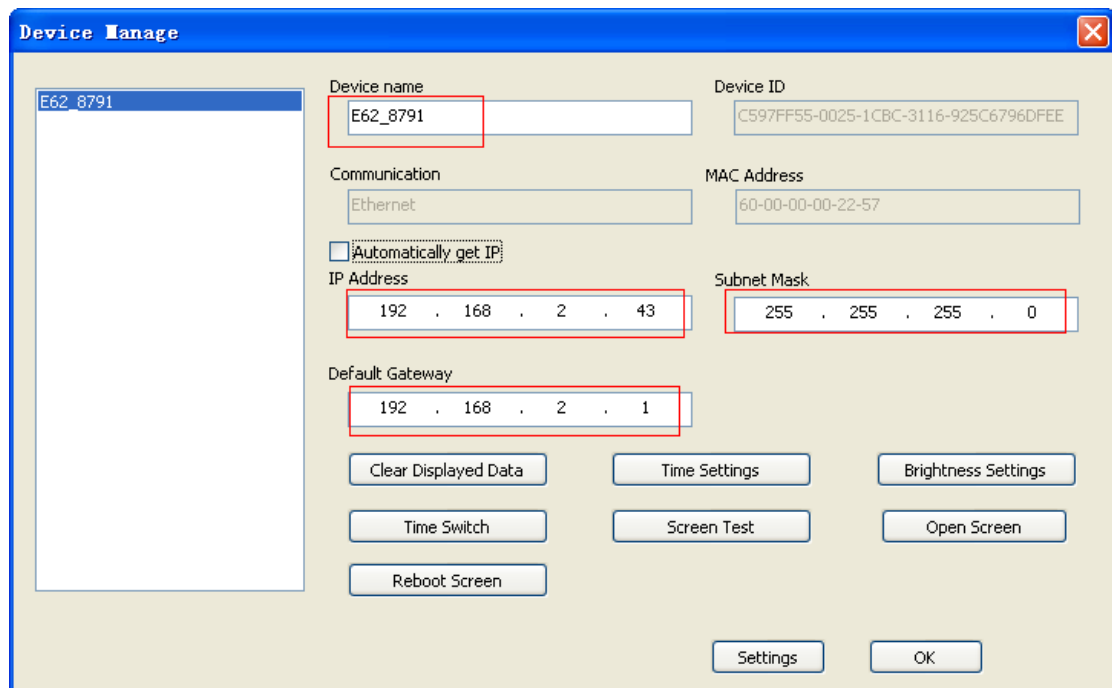 Device Manage
E62_8791
Device name
Device ID
E62_8791
C597FF55-0025-1CBC-3116-925C6796DFEE
Communication
MAC Address
Ethernet
60-00-00-00-22-57
Automatically get IP
IP Address
Subnet Mask
192 . 168 . 2 . 43
255 . 255 . 255 . 0
Default Gateway
192 . 168 . 2 . 1
Clear Displayed Data
Time Settings
Brightness Settings
Time Switch
Screen Test
Open Screen
Reboot Screen
Settings
OK